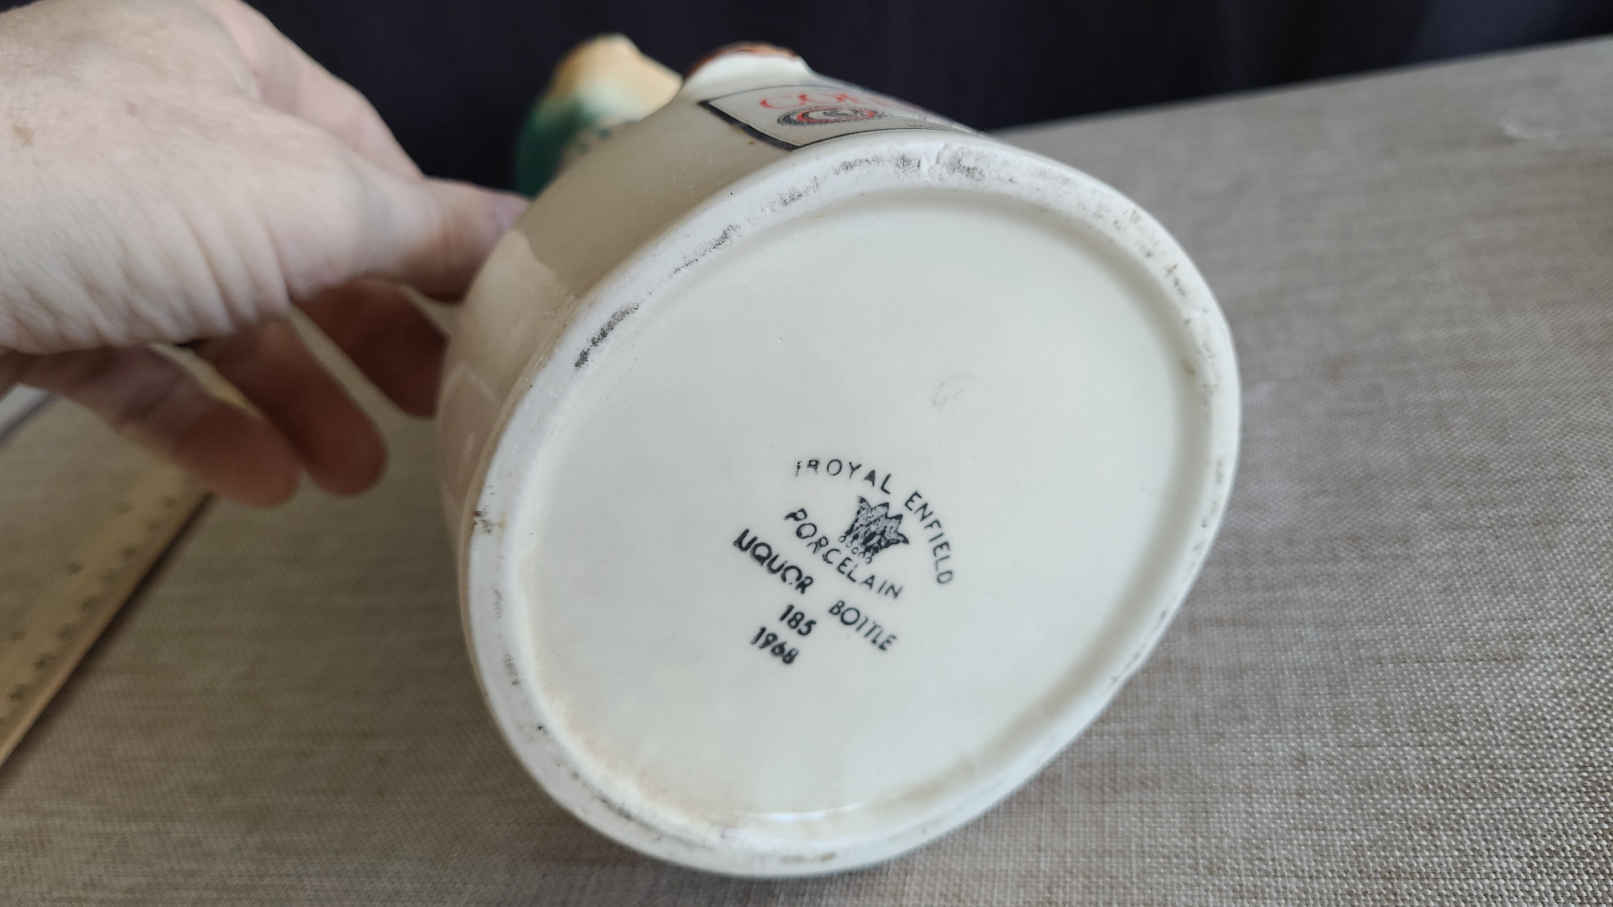 ROYAL ENFIELD
PORCELAIN
LIQUOR BOTTLE
185
1968